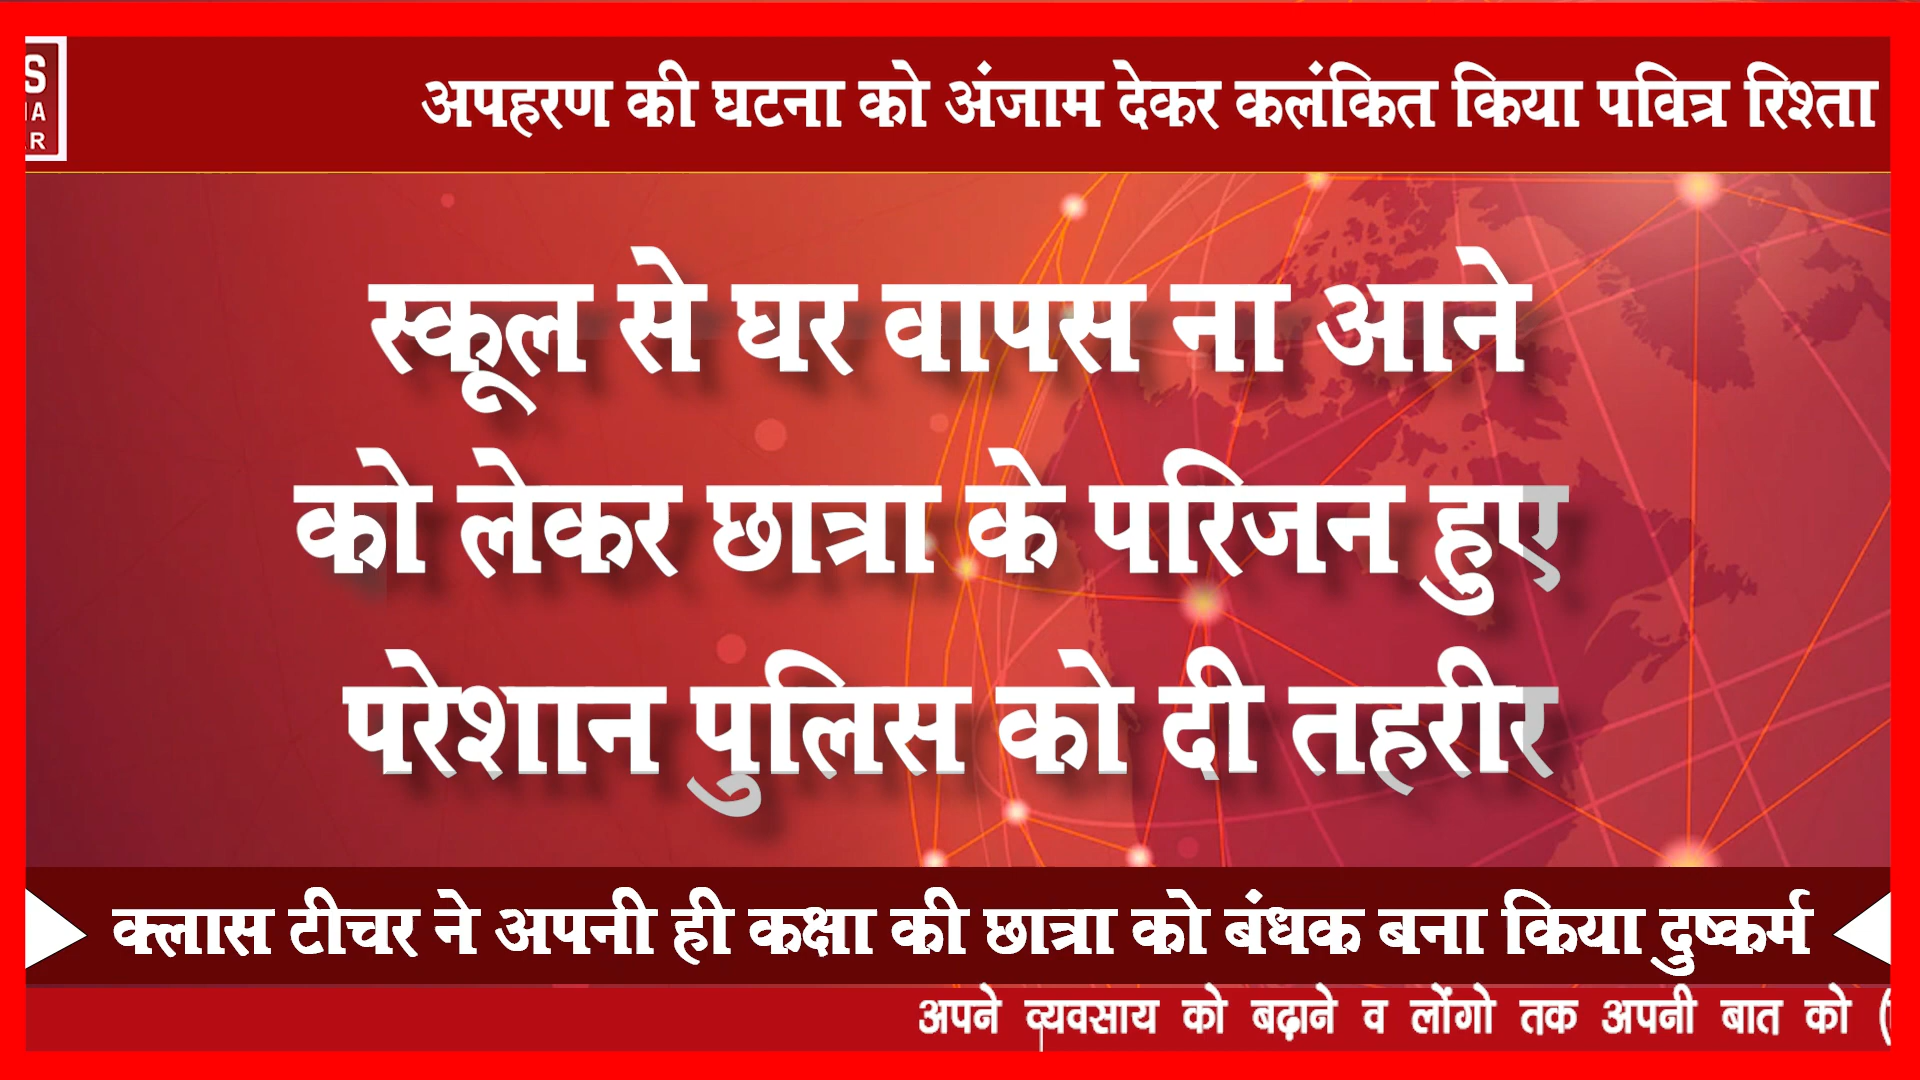 अपहरण की घटना को अंजाम देकर कलंकित किया पवित्र रिश्ता
स्कूल से घर वापस ना आने
को लेकर छात्रा के परिजन हुए
परेशान पुलिस को दी तहरीर
क्लास टीचर ने अपनी ही कक्षा की छात्रा को बंधक बना किया दुष्कर्म
अपने व्यवसाय को बढ़ाने व लोंगो तक अपनी बात को